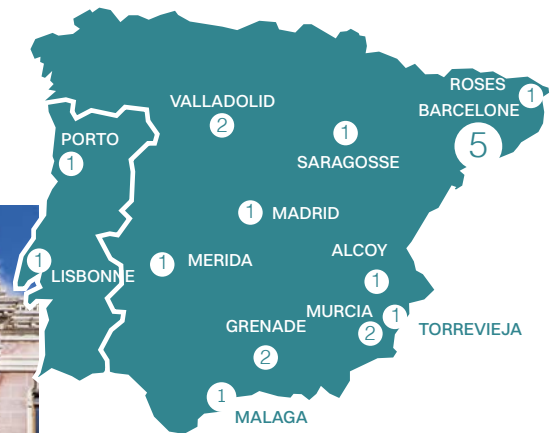 ROSES
1
BARCELONE
5
VALLADOLID
2
1
SARAGOSSE
PORTO
1
1
MADRID
1
LISBONNE
1
MERIDA
ALCOY
1
MURCIA
2
1
TORREVIEJA
GRENADE
2
1
MALAGA